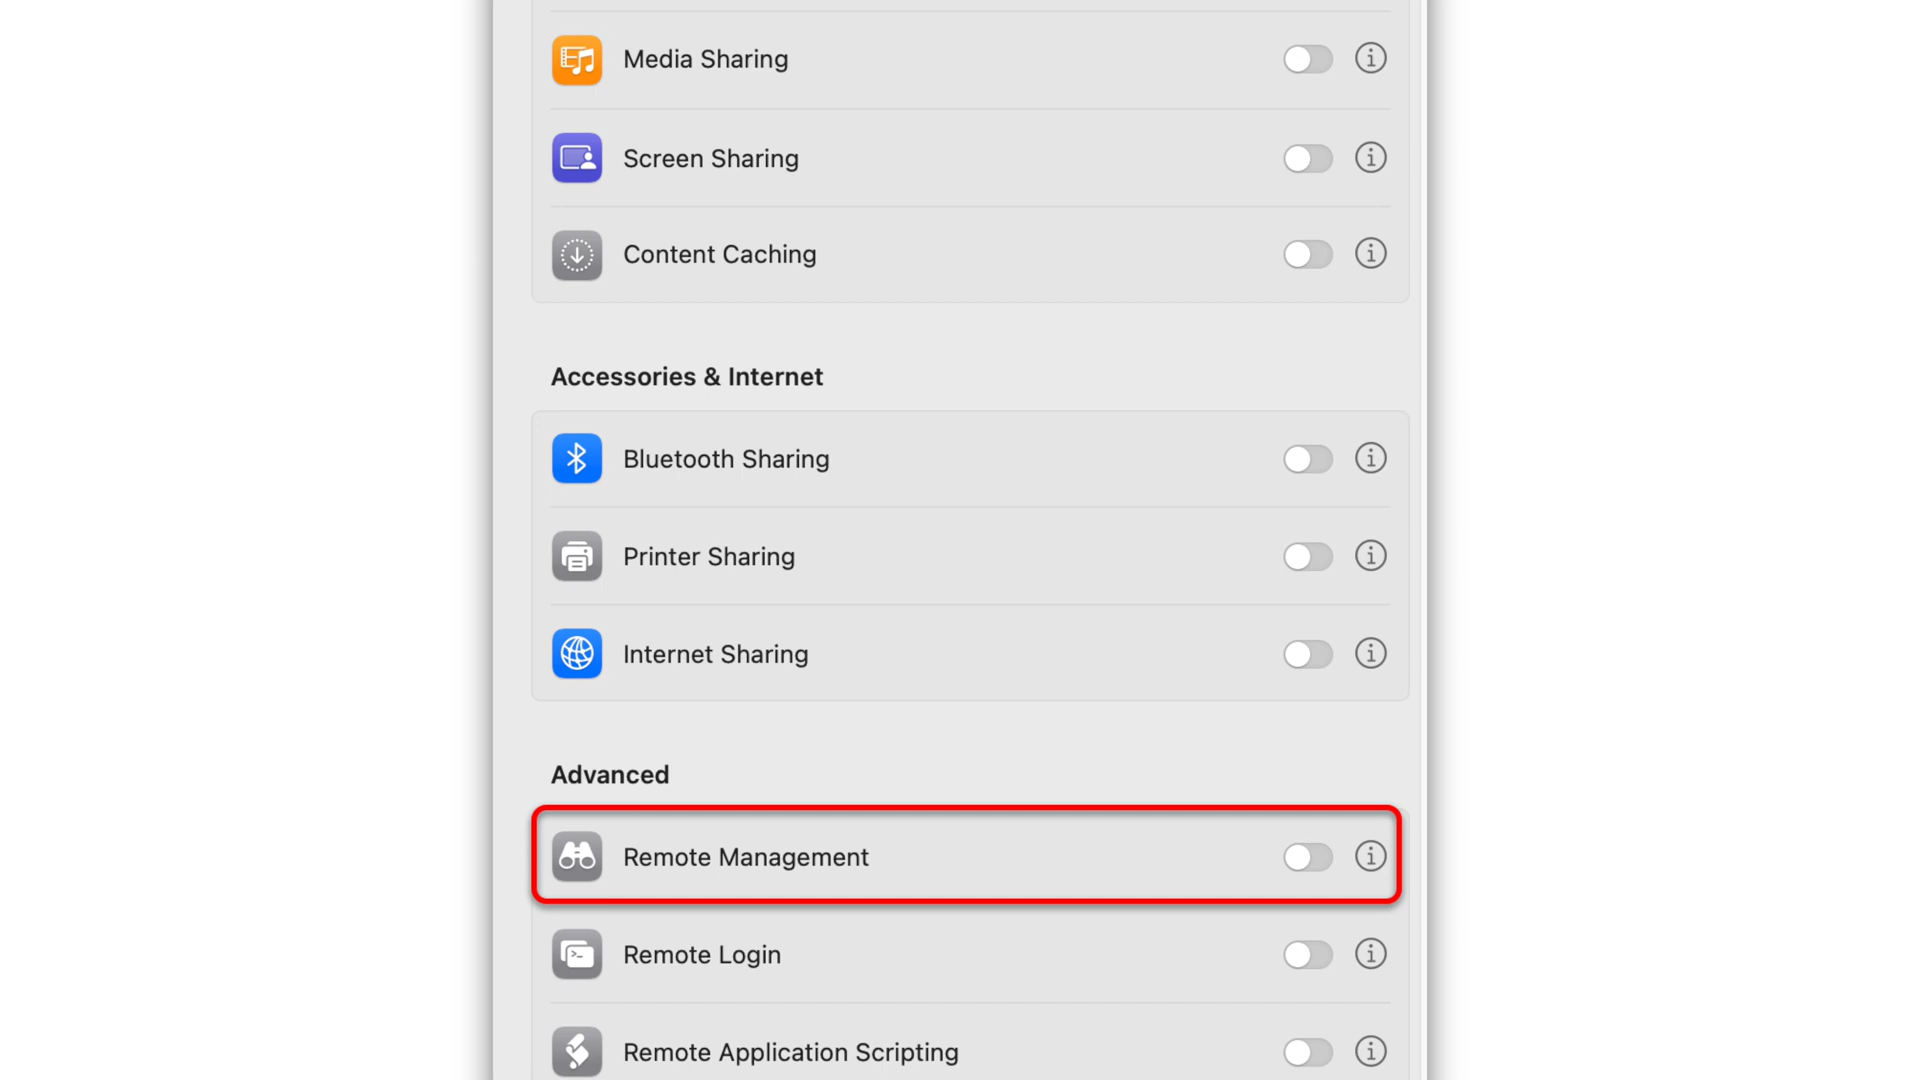 Media Sharing
Screen Sharing
Content Caching
Accessories & Internet
Bluetooth Sharing
Printer Sharing
Internet Sharing
Advanced
Remote Management
Remote Login
Remote Application Scripting